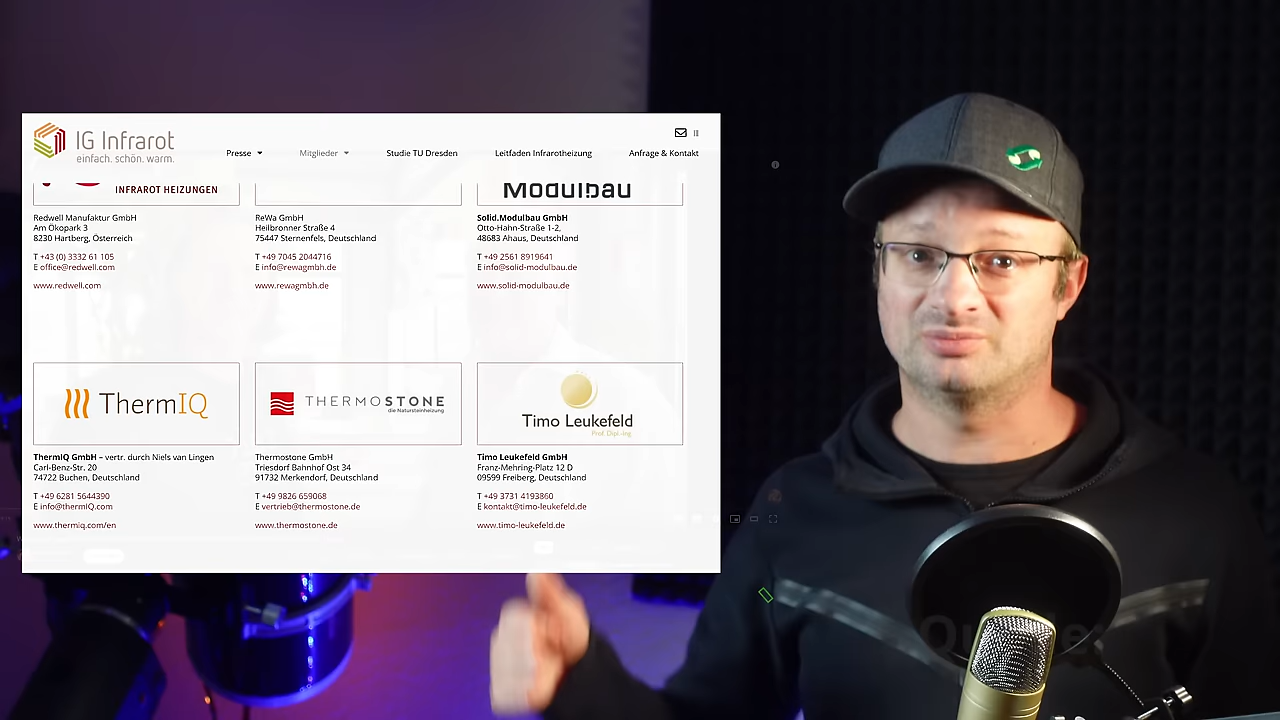 IG Infrarot
einfach. schön. warm.
Presse
Mitglieder
Studie TU Dresden
Leitfaden Infrarotheizung
Anfrage & Kontakt
INFRAROT HEIZUNGEN
Modulbau
Redwell Manufaktur GmbH
Am Ökopark 3
8230 Hartberg, Österreich
T +43 (0) 3332 61 105
E office@redwell.com
www.redwell.com
ReWa GmbH
Heilbronner Straße 4
75447 Sternenfels, Deutschland
T +49 7045 2044715
E info@rewagmbh.de
www.rewagmbh.de
Solid.Modulbau GmbH
Otto-Hahn-Straße 1-2,
48683 Ahaus, Deutschland
T +49 2561 8919641
E info@solid-modulbau.de
www.solid-modulbau.de
ThermIQ
THERMOSTONE
die Natursteinheizung
Timo Leukefeld
Prof. Dipl.-Ing.
ThermIQ GmbH – vertr. durch Niels van Lingen
Carl-Benz-Str. 20
74722 Buchen, Deutschland
T +49 6281 5644390
E info@thermIQ.com
www.thermiq.com/en
Thermostone GmbH
Triesdorf Bahnhof Ost 34
91732 Merkendorf, Deutschland
T +49 9826 659068
E vertrieb@thermostone.de
www.thermostone.de
Timo Leukefeld GmbH
Franz-Mehring-Platz 12 D
09599 Freiberg, Deutschland
T +49 3731 4193860
E kontakt@timo-leukefeld.de
www.timo-leukefeld.de